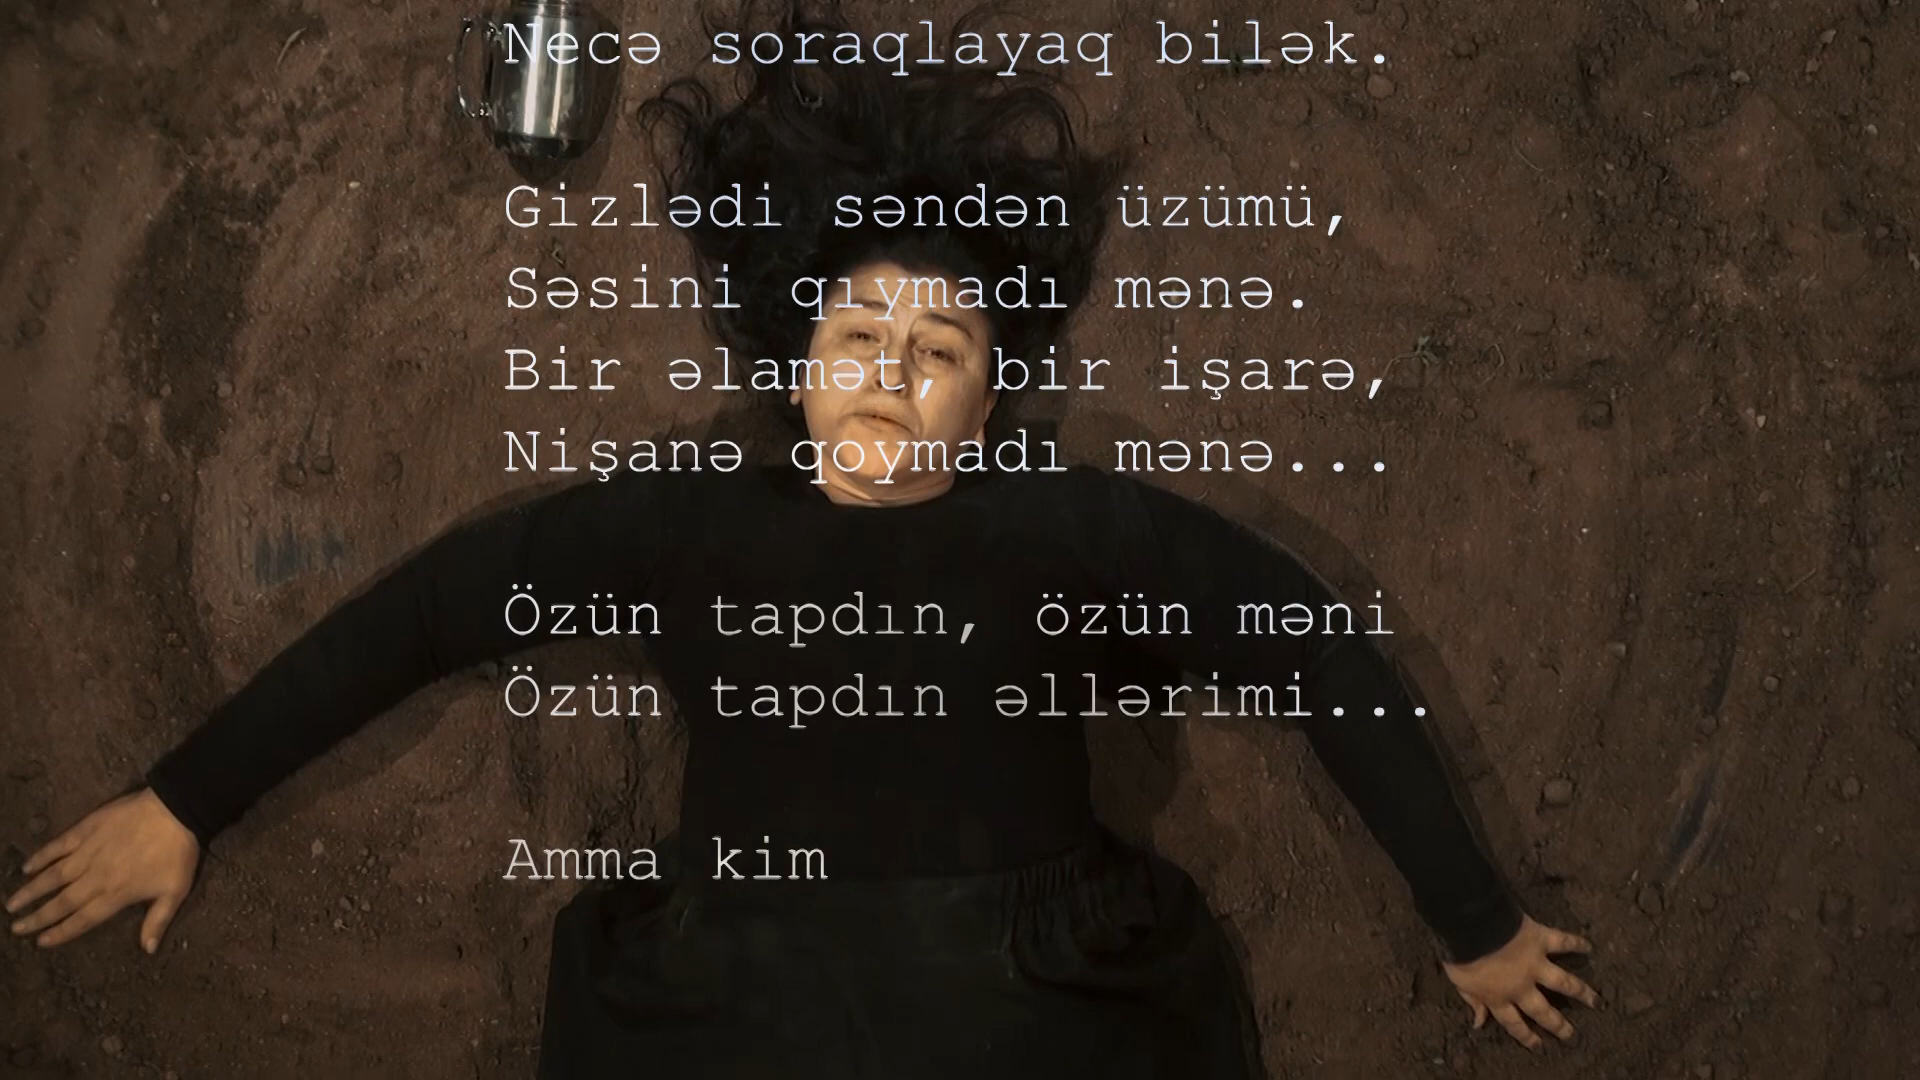 Necə soraqlayaq bilək.
Gizlədi səndən üzümü,
Səsini qıymadı mənə.
Bir əlamət, bir işarə,
Nişanə qoymadı mənə...
Özün tapdın, özün məni
Özün tapdın əllərimi...
Amma kim